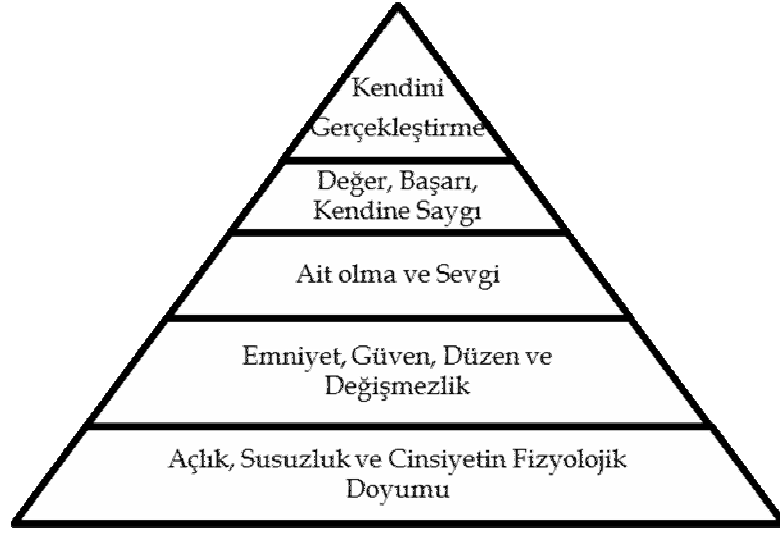 Kendini
Gerçekleştirme
Değer, Başarı,
Kendine Saygı
Ait olma ve Sevgi
Emniyet, Güven, Düzen ve
Değişmezlik
Açlık, Susuzluk ve Cinsiyetin Fizyolojik
Doyumu